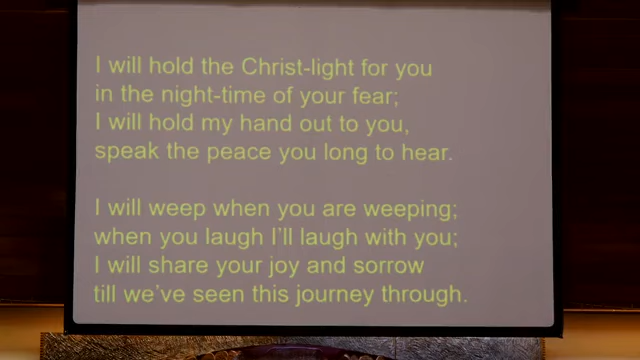 I will hold the Christ-light for you
in the night-time of your fear;
I will hold my hand out to you,
speak the peace you long to hear.
I will weep when you are weeping;
when you laugh I'll laugh with you;
I will share your joy and sorrow
till we've seen this journey through.